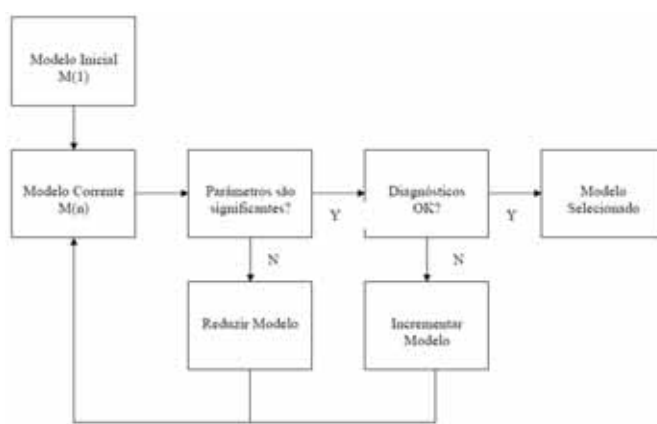 Modelo Inicial
M(1)
Modelo Corrente
M(n)
Parâmetros são
significantes?
Y
Diagnósticos
OK?
Y
Modelo
Selecionado
N
N
Reduzir Modelo
Incrementar
Modelo